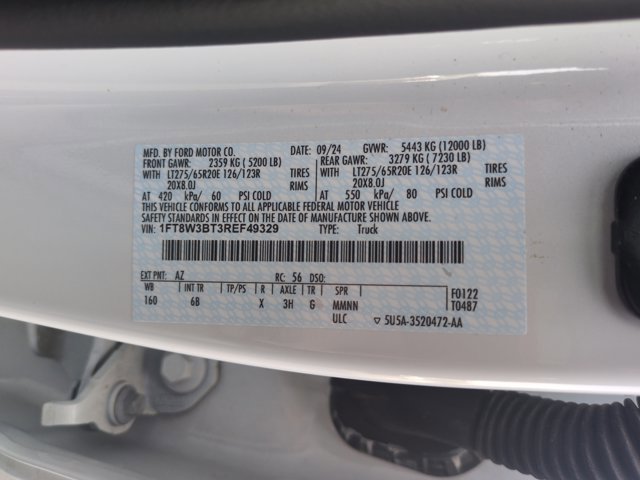 MFD. BY FORD MOTOR CO. DATE: 09/24 GVWR: 5443 KG (12000 LB)
FRONT GAWR: 2359 KG (5200 LB) REAR GAWR: 3279 KG (7230 LB)
WITH LT275/65R20E 126/123R TIRES WITH LT275/65R20E 126/123R TIRES
20X8.0J RIMS 20X8.0J RIMS
AT 420 kPa/ 60 PSI COLD AT 550 kPa/ 80 PSI COLD
THIS VEHICLE CONFORMS TO ALL APPLICABLE FEDERAL MOTOR VEHICLE
SAFETY STANDARDS IN EFFECT ON THE DATE OF MANUFACTURE SHOWN ABOVE.
VIN: 1FT8W3BT3REF49329 TYPE: Truck
EXT PNT: AZ RC: 56 DSO:
WB INT TR TP/PS R AXLE TR SPR F0122
160 6B X 3H G MMNN T0487
ULC ▽ 5U5A-3520472-AA